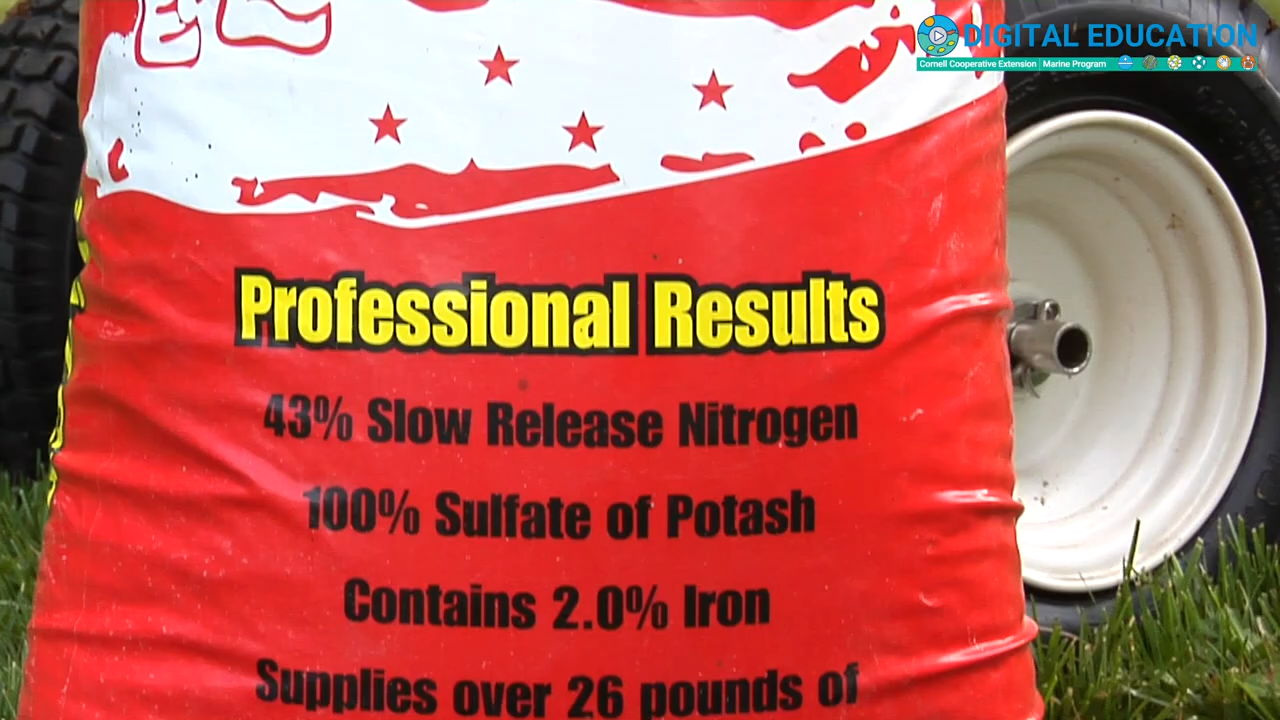 DIGITAL EDUCATION
Cornell Cooperative Extension | Marine Program
Professional Results
43% Slow Release Nitrogen
100% Sulfate of Potash
Contains 2.0% Iron
Supplies over 26 pounds of